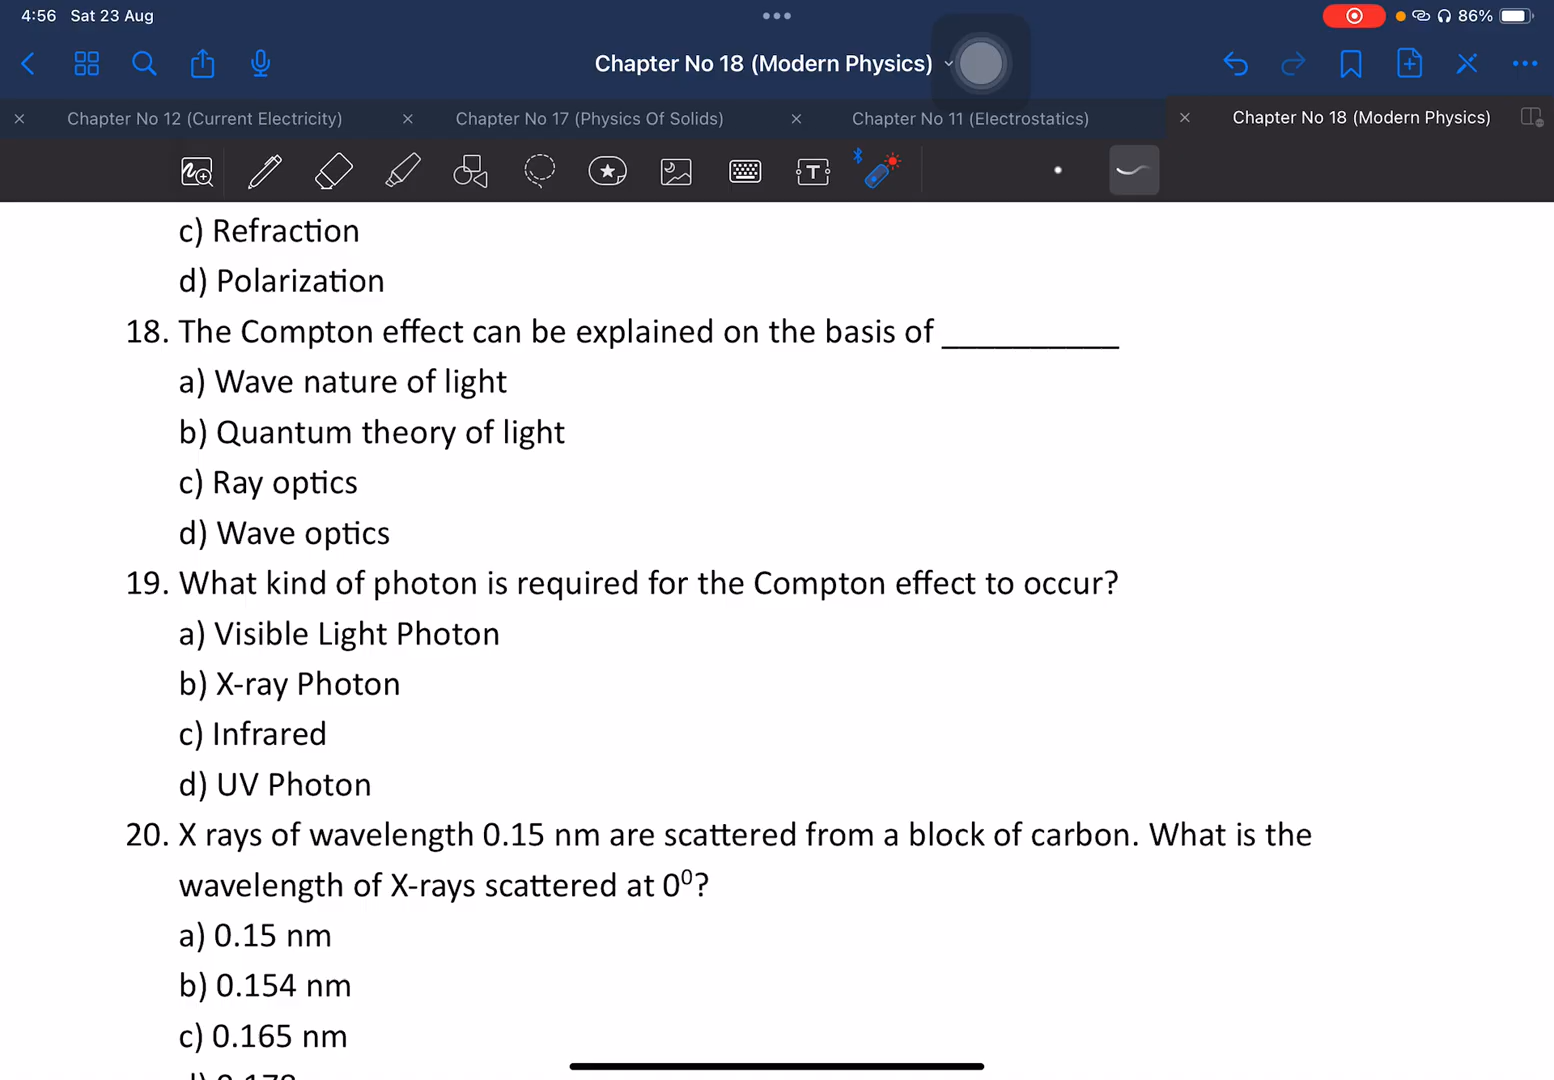 4:56 Sat 23 Aug
86%
Chapter No 18 (Modern Physics)
Chapter No 12 (Current Electricity)
Chapter No 17 (Physics Of Solids)
Chapter No 11 (Electrostatics)
Chapter No 18 (Modern Physics)
c) Refraction
d) Polarization
18. The Compton effect can be explained on the basis of __________
a) Wave nature of light
b) Quantum theory of light
c) Ray optics
d) Wave optics
19. What kind of photon is required for the Compton effect to occur?
a) Visible Light Photon
b) X-ray Photon
c) Infrared
d) UV Photon
20. X rays of wavelength 0.15 nm are scattered from a block of carbon. What is the
wavelength of X-rays scattered at 0⁰?
a) 0.15 nm
b) 0.154 nm
c) 0.165 nm